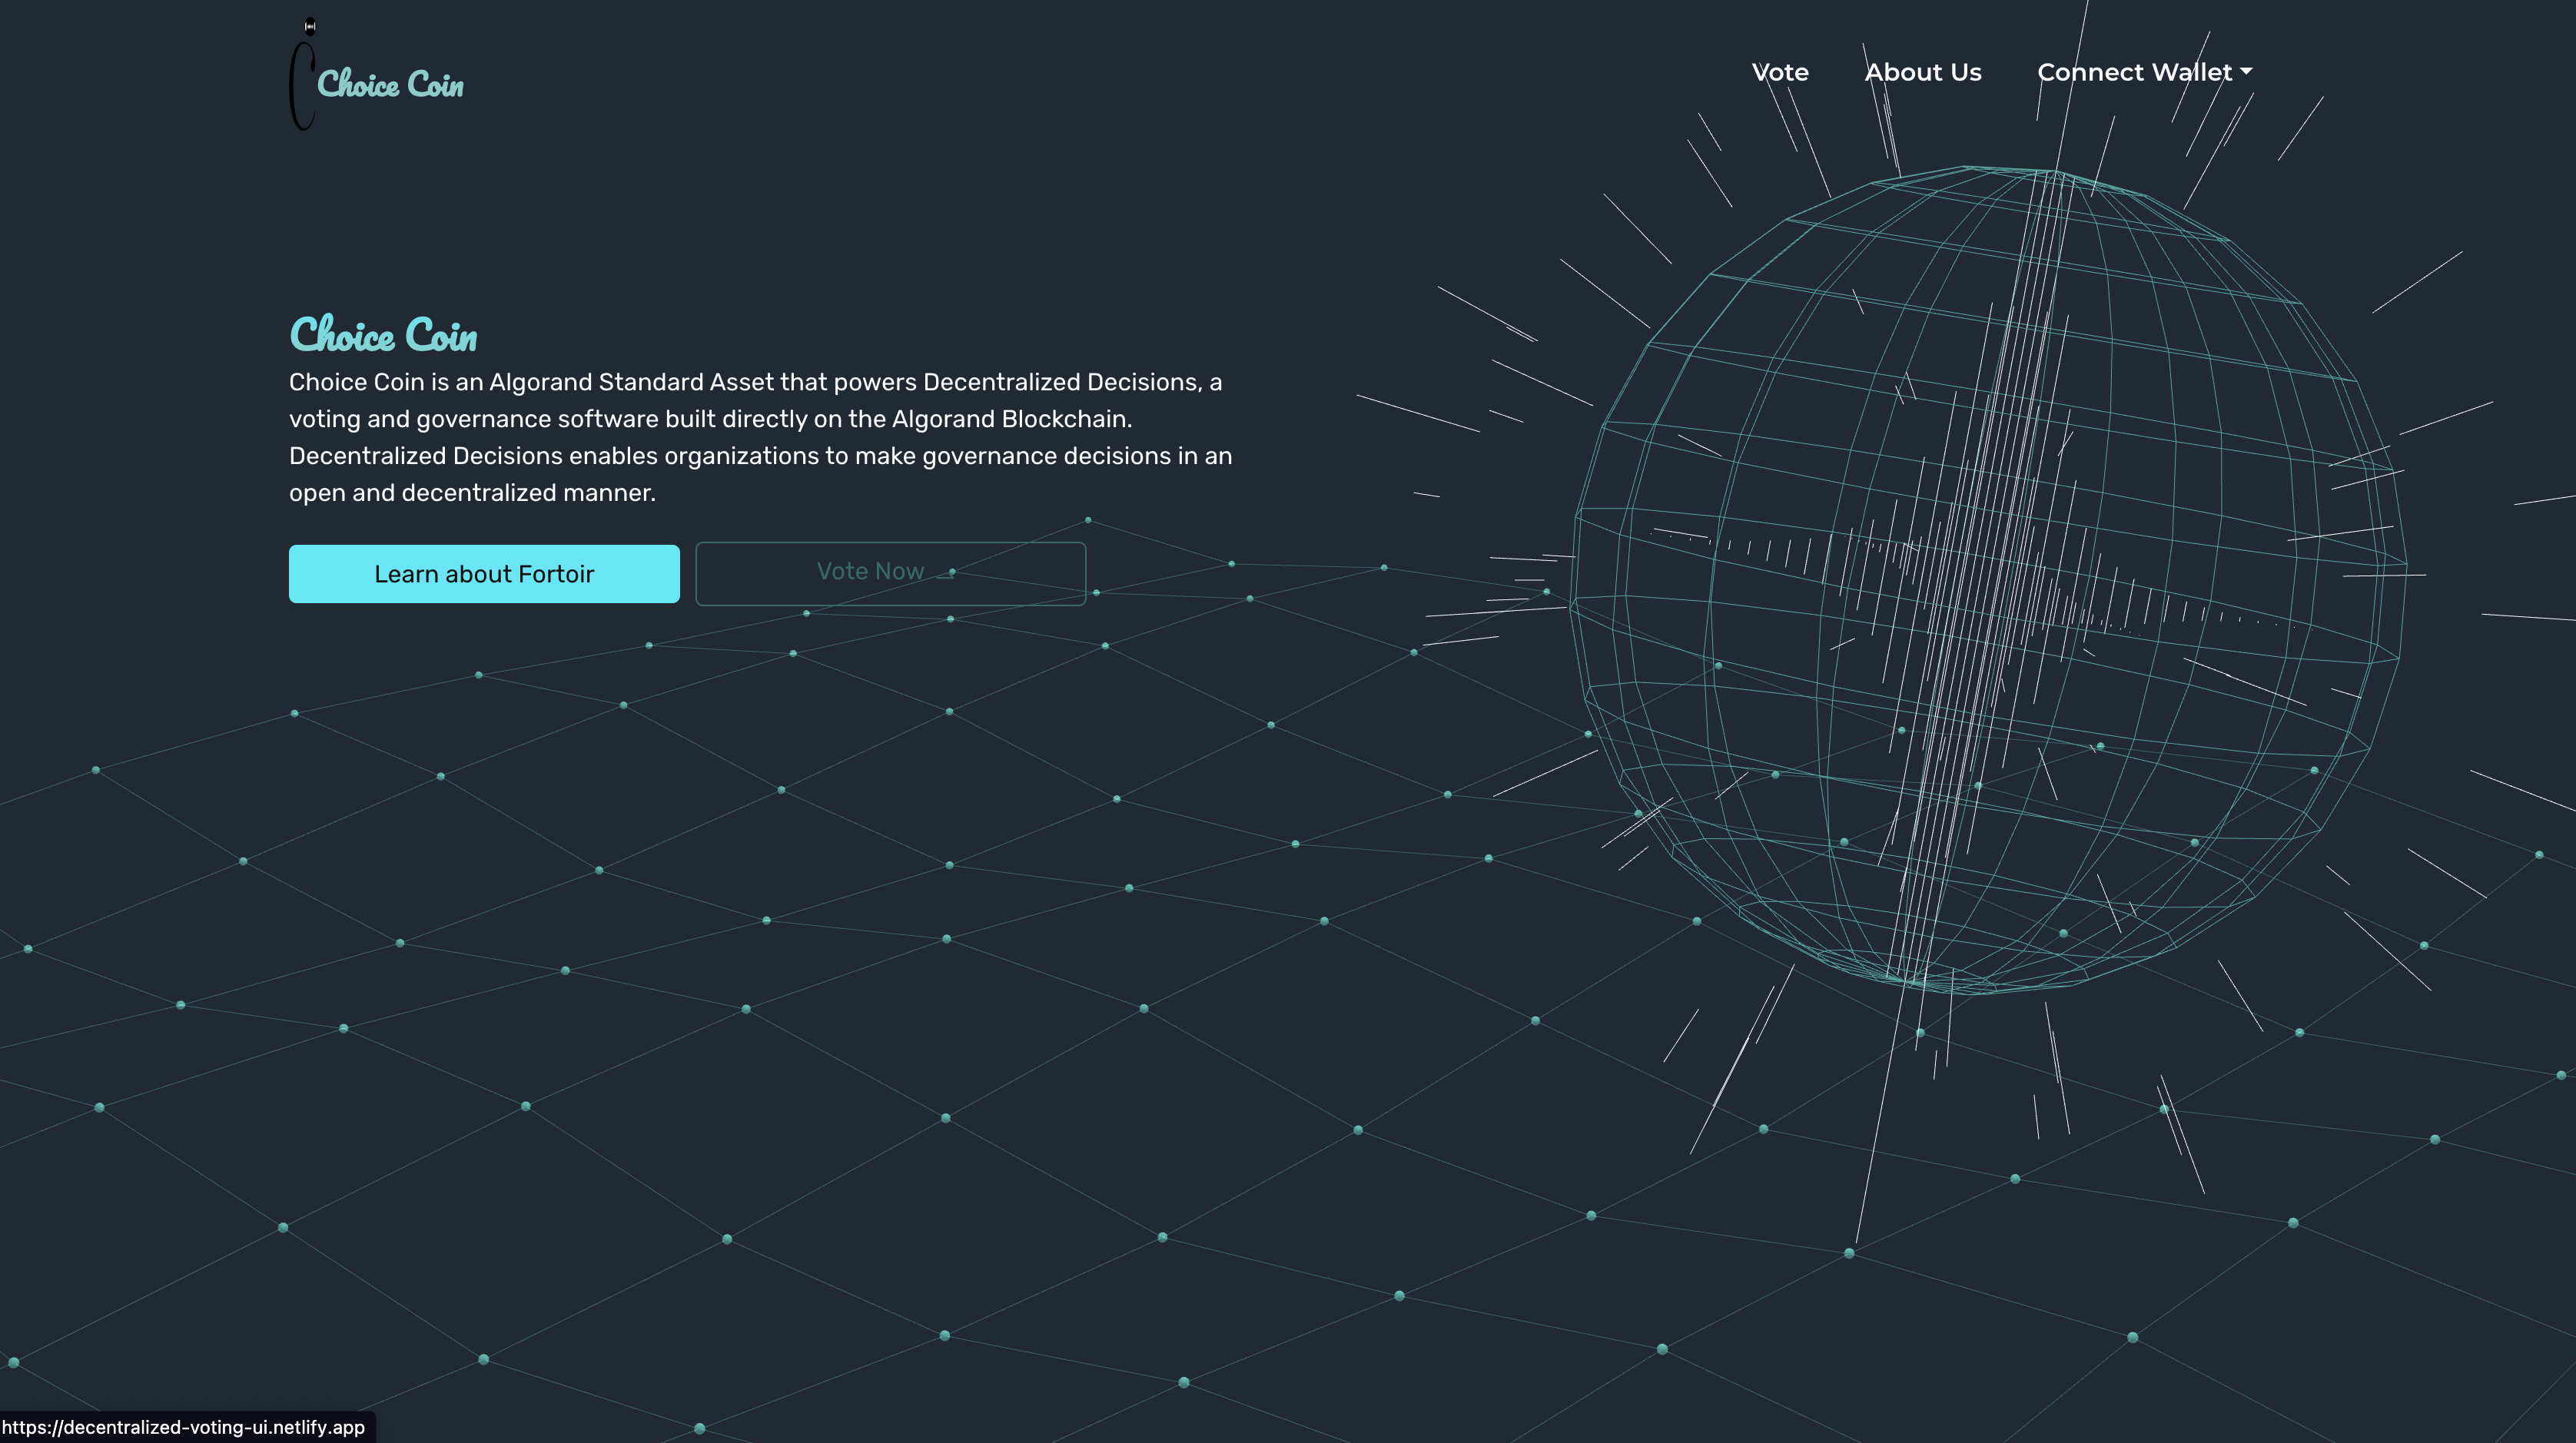 Choice Coin
Vote
About Us
Connect Wallet
Choice Coin
Choice Coin is an Algorand Standard Asset that powers Decentralized Decisions, a
voting and governance software built directly on the Algorand Blockchain.
Decentralized Decisions enables organizations to make governance decisions in an
open and decentralized manner.
Learn about Fortoir
Vote Now
https://decentralized-voting-ui.netlify.app